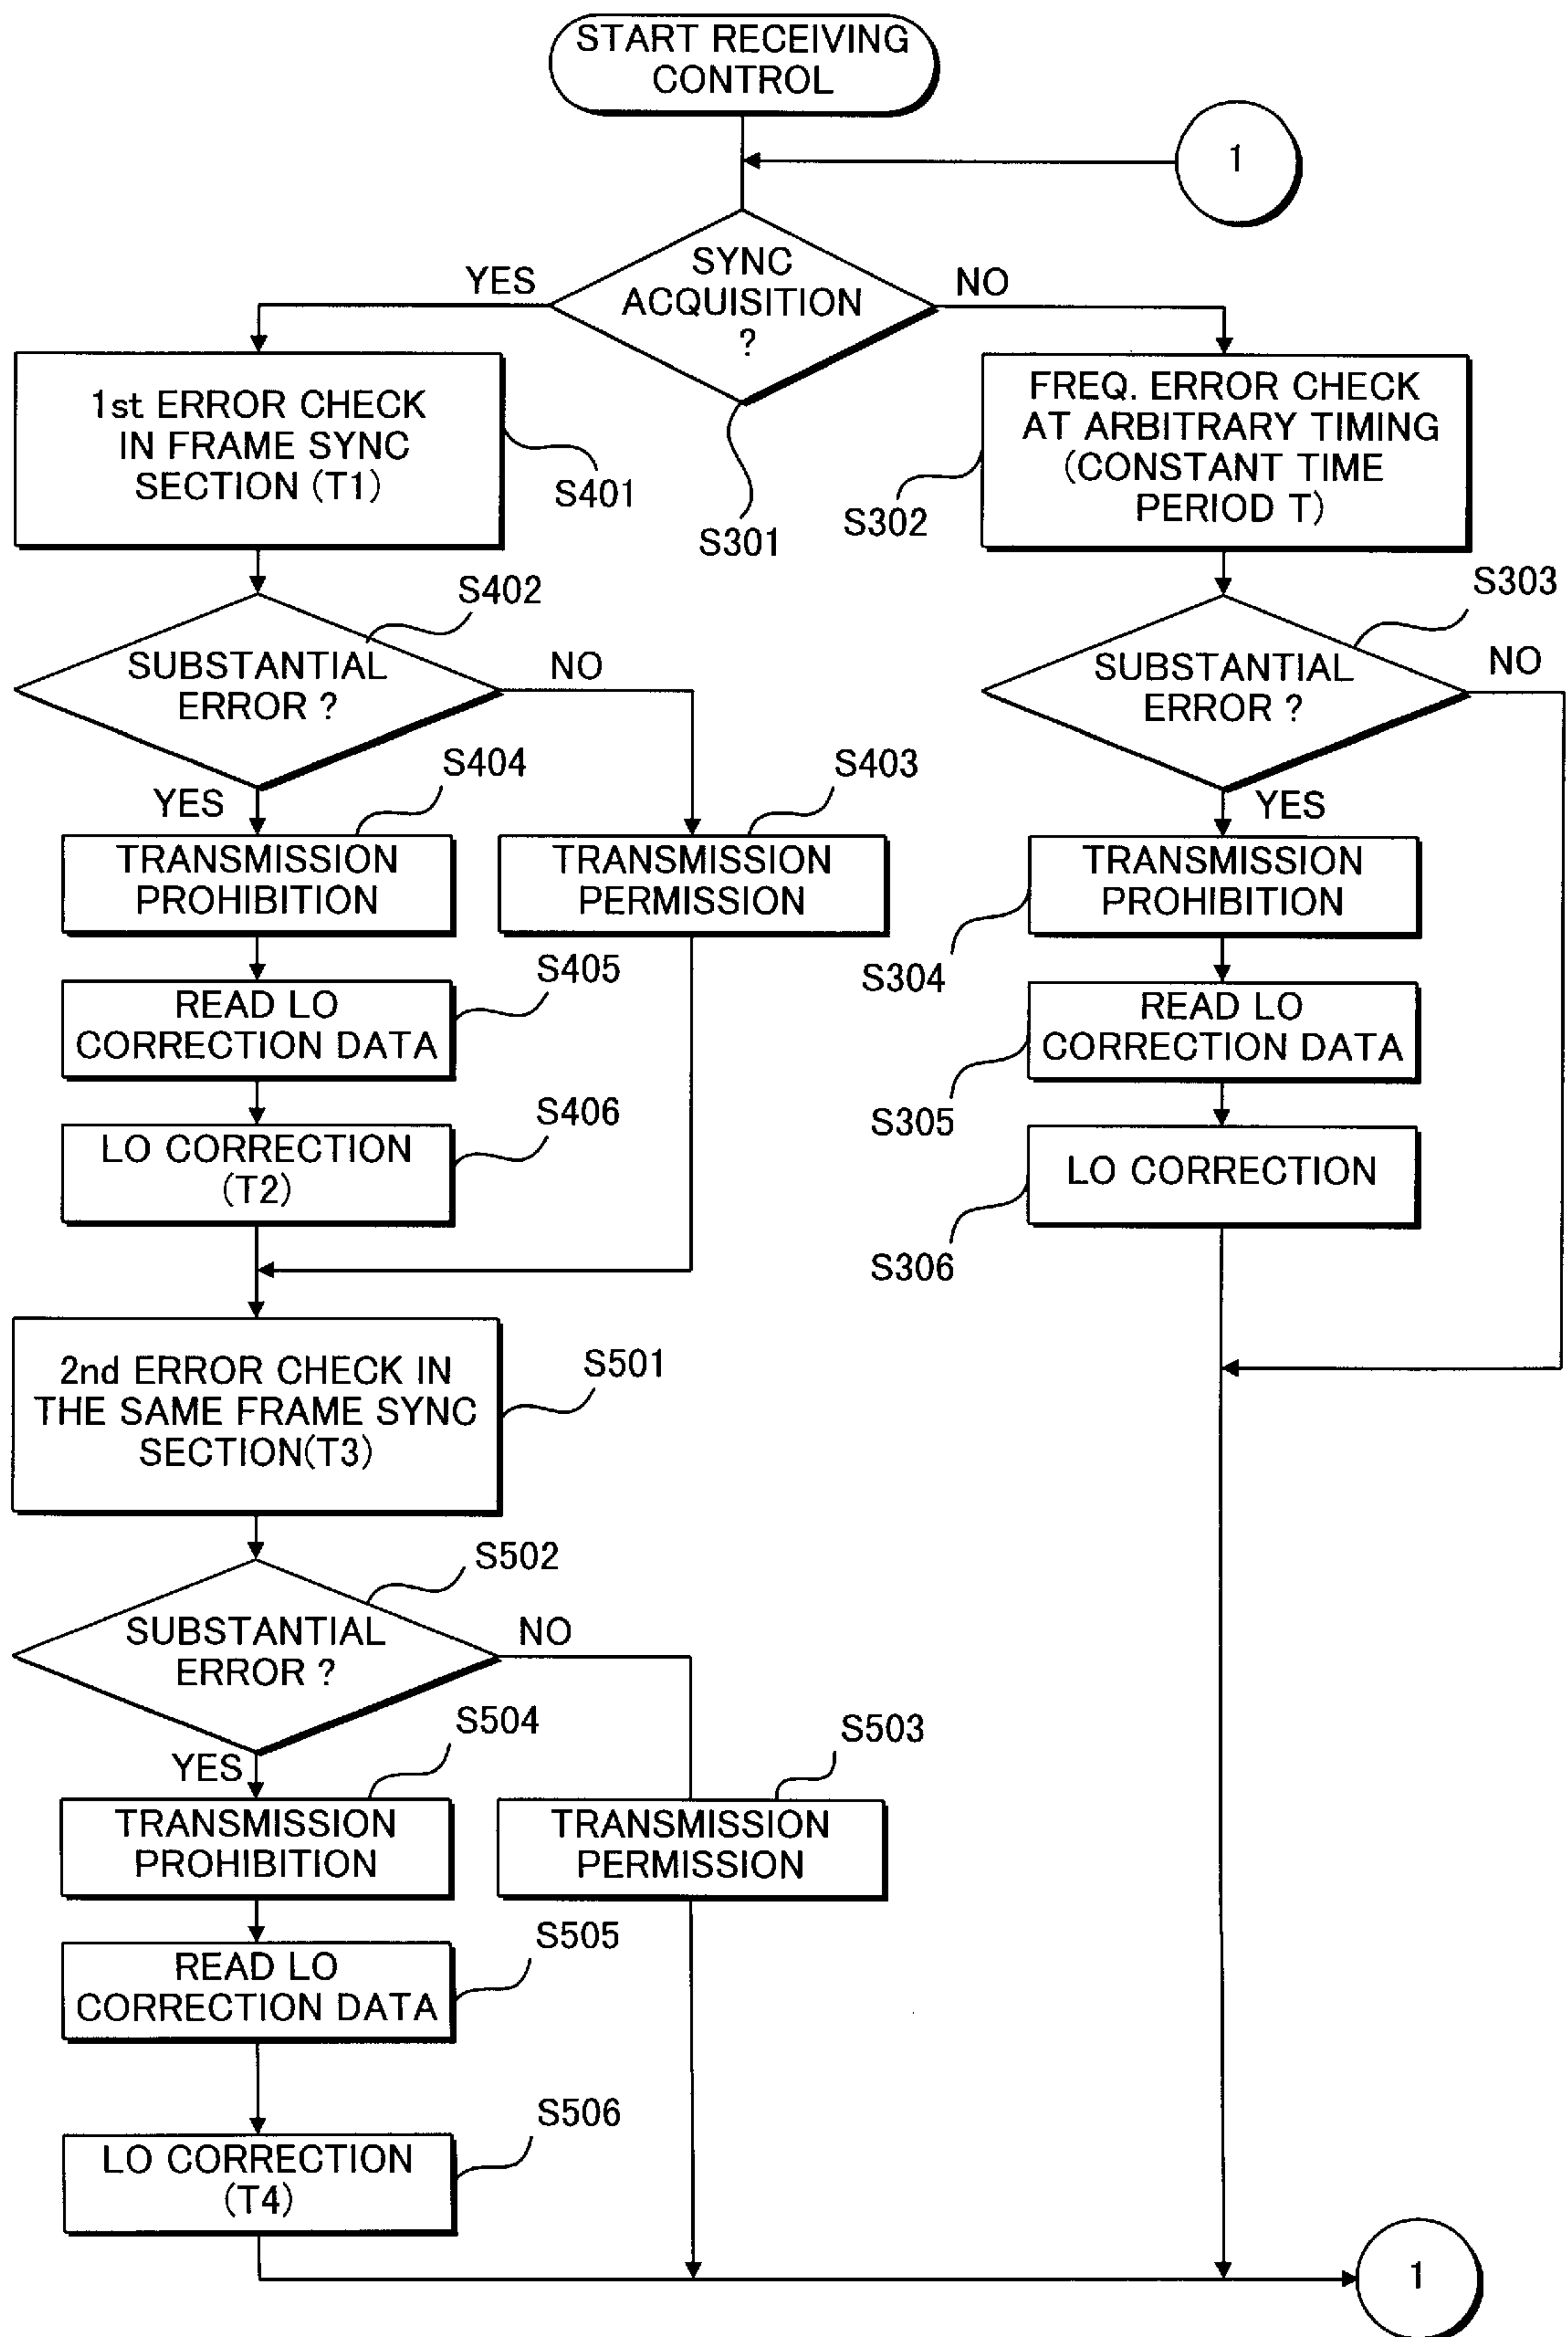 START RECEIVING
CONTROL
1
SYNC
ACQUISITION
?
YES
NO
S301
1st ERROR CHECK
IN FRAME SYNC
SECTION (T1)
S401
FREQ. ERROR CHECK
AT ARBITRARY TIMING
(CONSTANT TIME
PERIOD T)
S302
S402
SUBSTANTIAL
ERROR ?
NO
YES
S303
SUBSTANTIAL
ERROR ?
NO
YES
S404
TRANSMISSION
PROHIBITION
S403
TRANSMISSION
PERMISSION
TRANSMISSION
PROHIBITION
S304
S405
READ LO
CORRECTION DATA
READ LO
CORRECTION DATA
S305
S406
LO CORRECTION
(T2)
LO CORRECTION
S306
2nd ERROR CHECK IN
THE SAME FRAME SYNC
SECTION(T3)
S501
S502
SUBSTANTIAL
ERROR ?
NO
YES
S504
TRANSMISSION
PROHIBITION
S503
TRANSMISSION
PERMISSION
S505
READ LO
CORRECTION DATA
S506
LO CORRECTION
(T4)
1